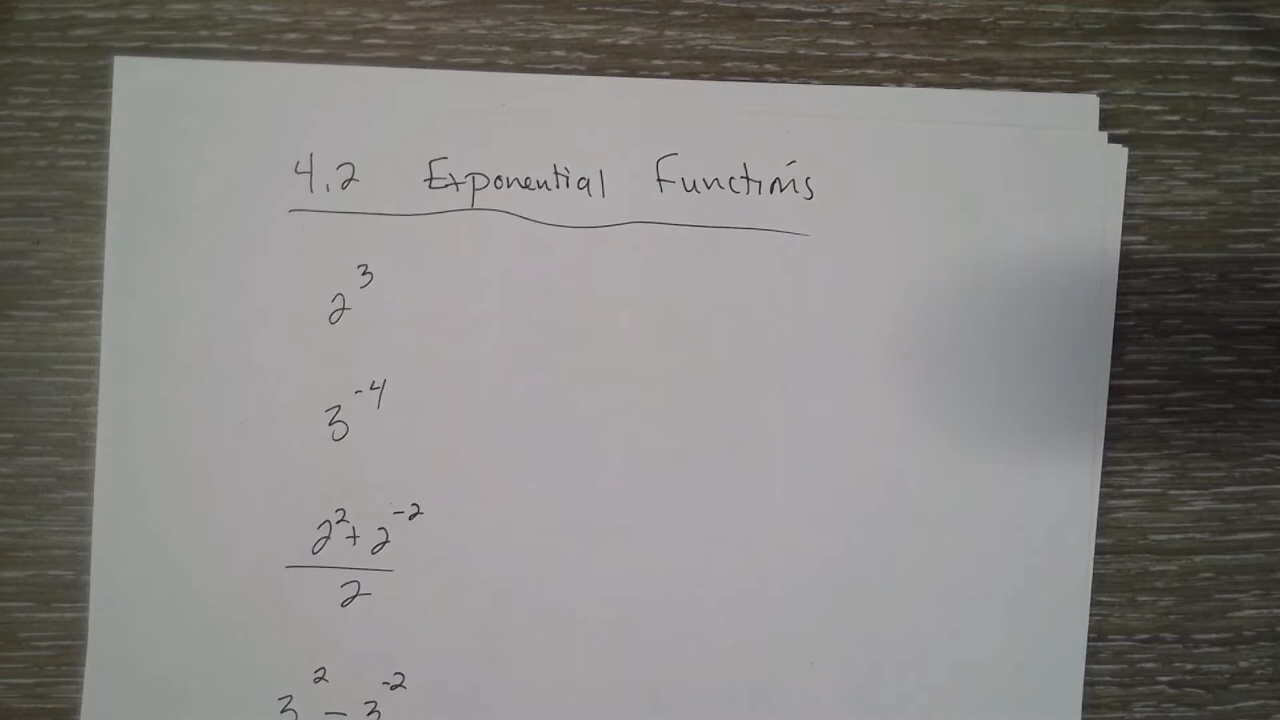 4.2 Exponential Functions
2^3
3^-4
2^2 + 2^-2
2
3^2 - 3^-2